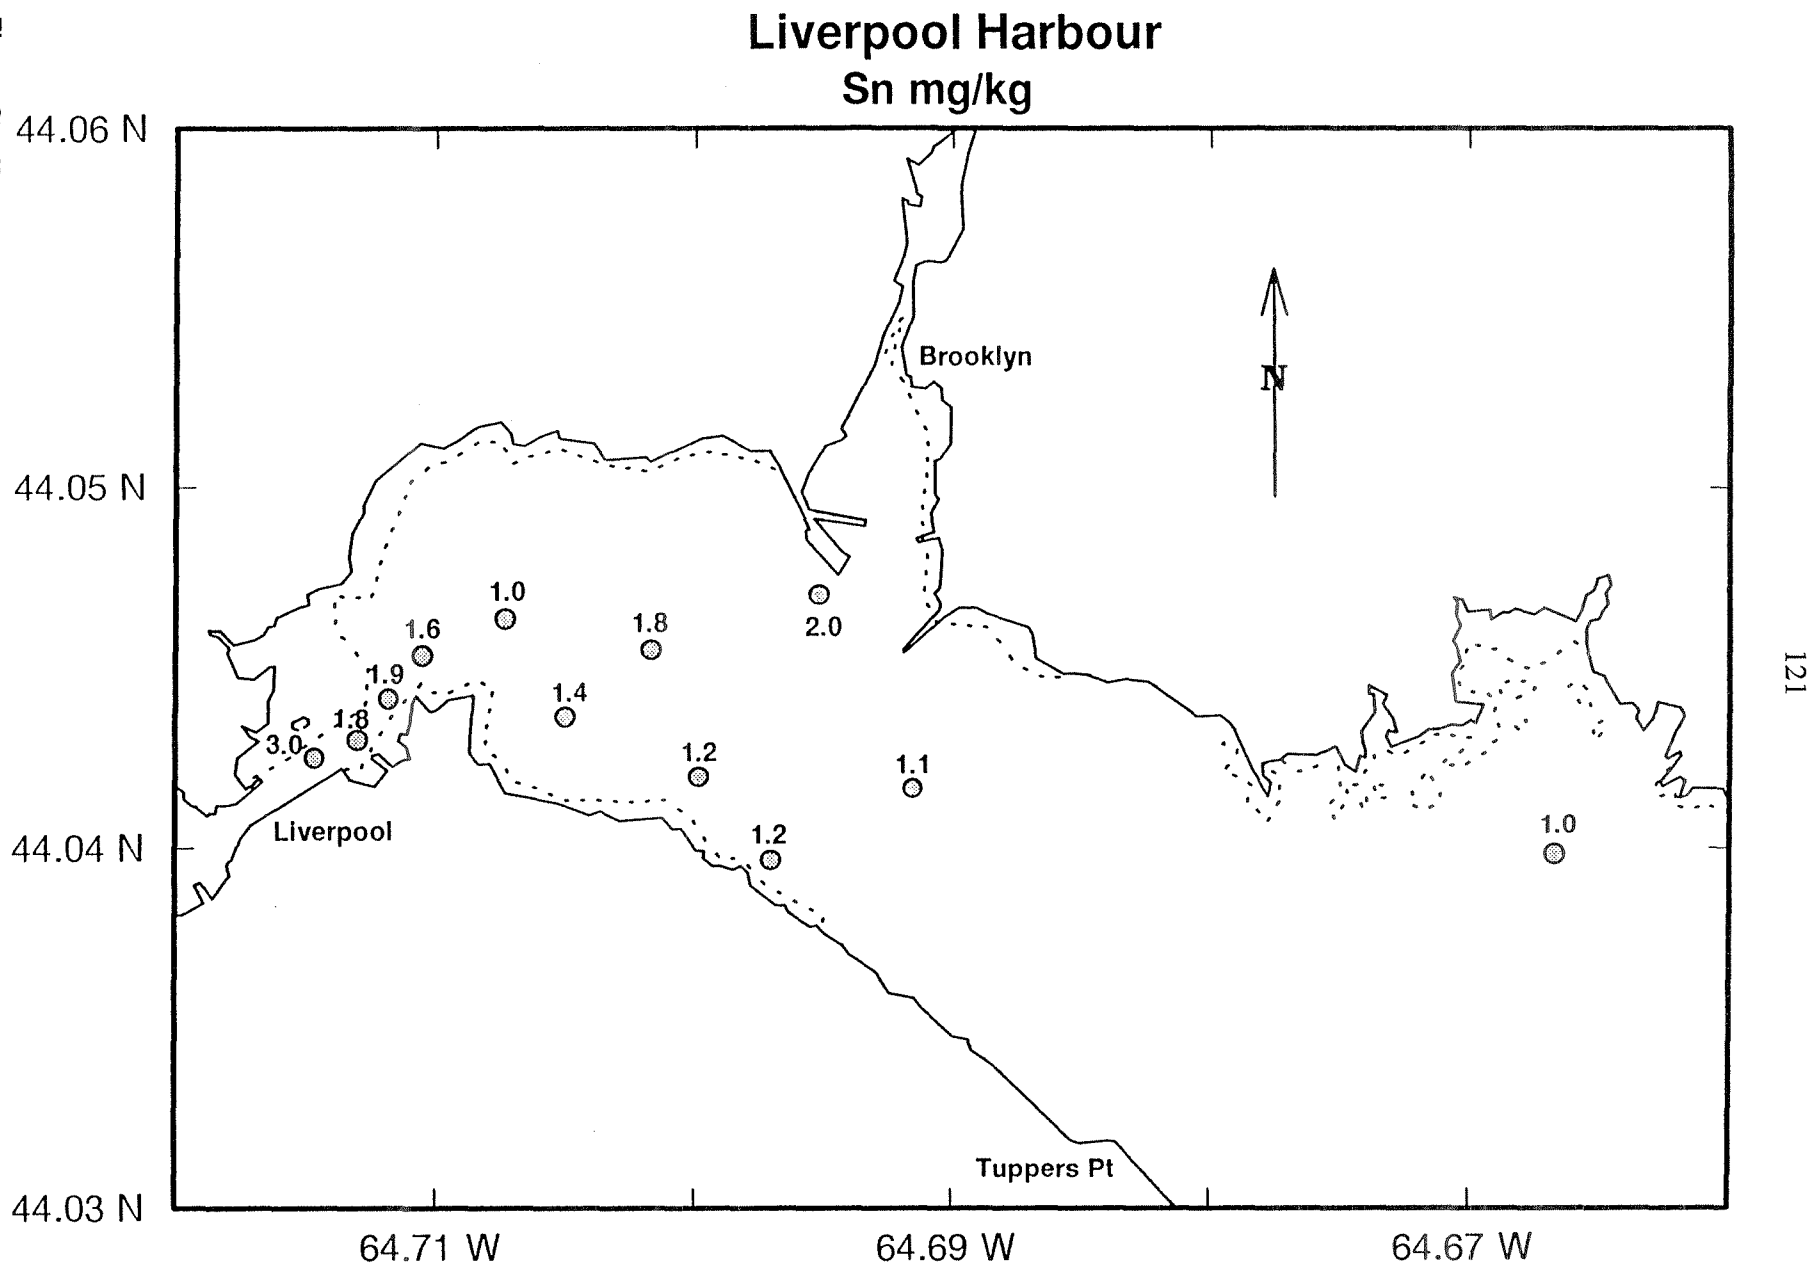 Liverpool Harbour
Sn mg/kg
44.06 N
Brooklyn
N
44.05 N
1.0
2.0
1.6
1.8
1.9
1.4
1.8
3.0
1.2
1.1
1.0
Liverpool
1.2
44.04 N
121
Tuppers Pt
44.03 N
64.71 W
64.69 W
64.67 W